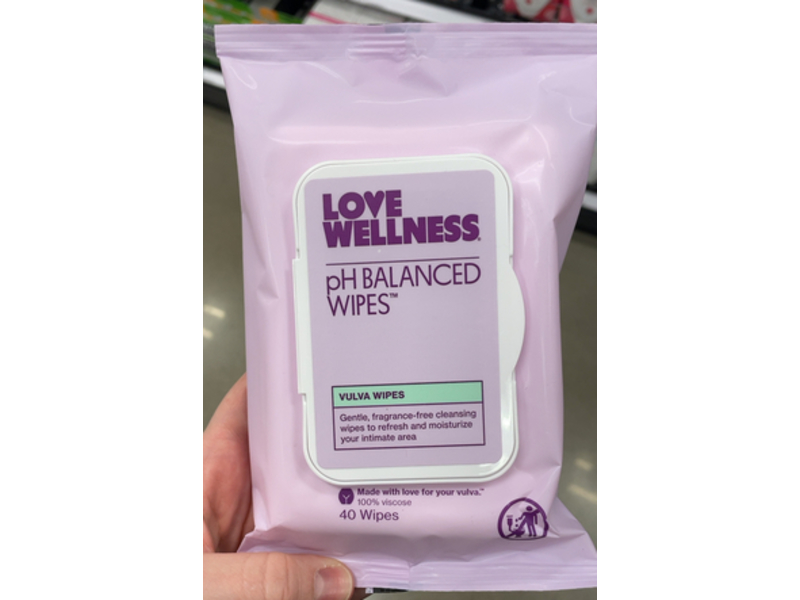 LOVE
WELLNESS®
pH BALANCED
WIPES™
VULVA WIPES
Gentle, fragrance-free cleansing
wipes to refresh and moisturize
your intimate area
Made with love for your vulva.™
100% viscose
40 Wipes